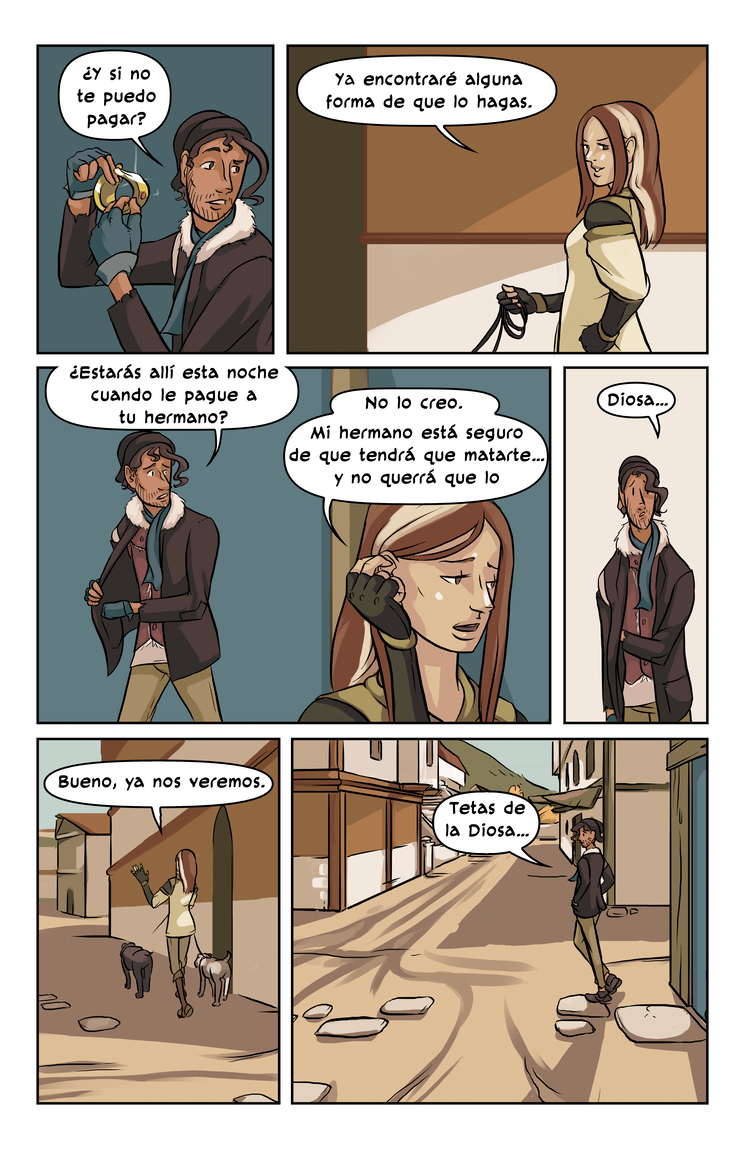 ¿Y si no
te puedo
pagar?
Ya encontraré alguna
forma de que lo hagas.
¿Estarás allí esta noche
cuando le pague a
tu hermano?
No lo creo.
Mi hermano está seguro
de que tendrá que matarte...
y no querrá que lo
Diosa...
Bueno, ya nos veremos.
Tetas de
la Diosa...